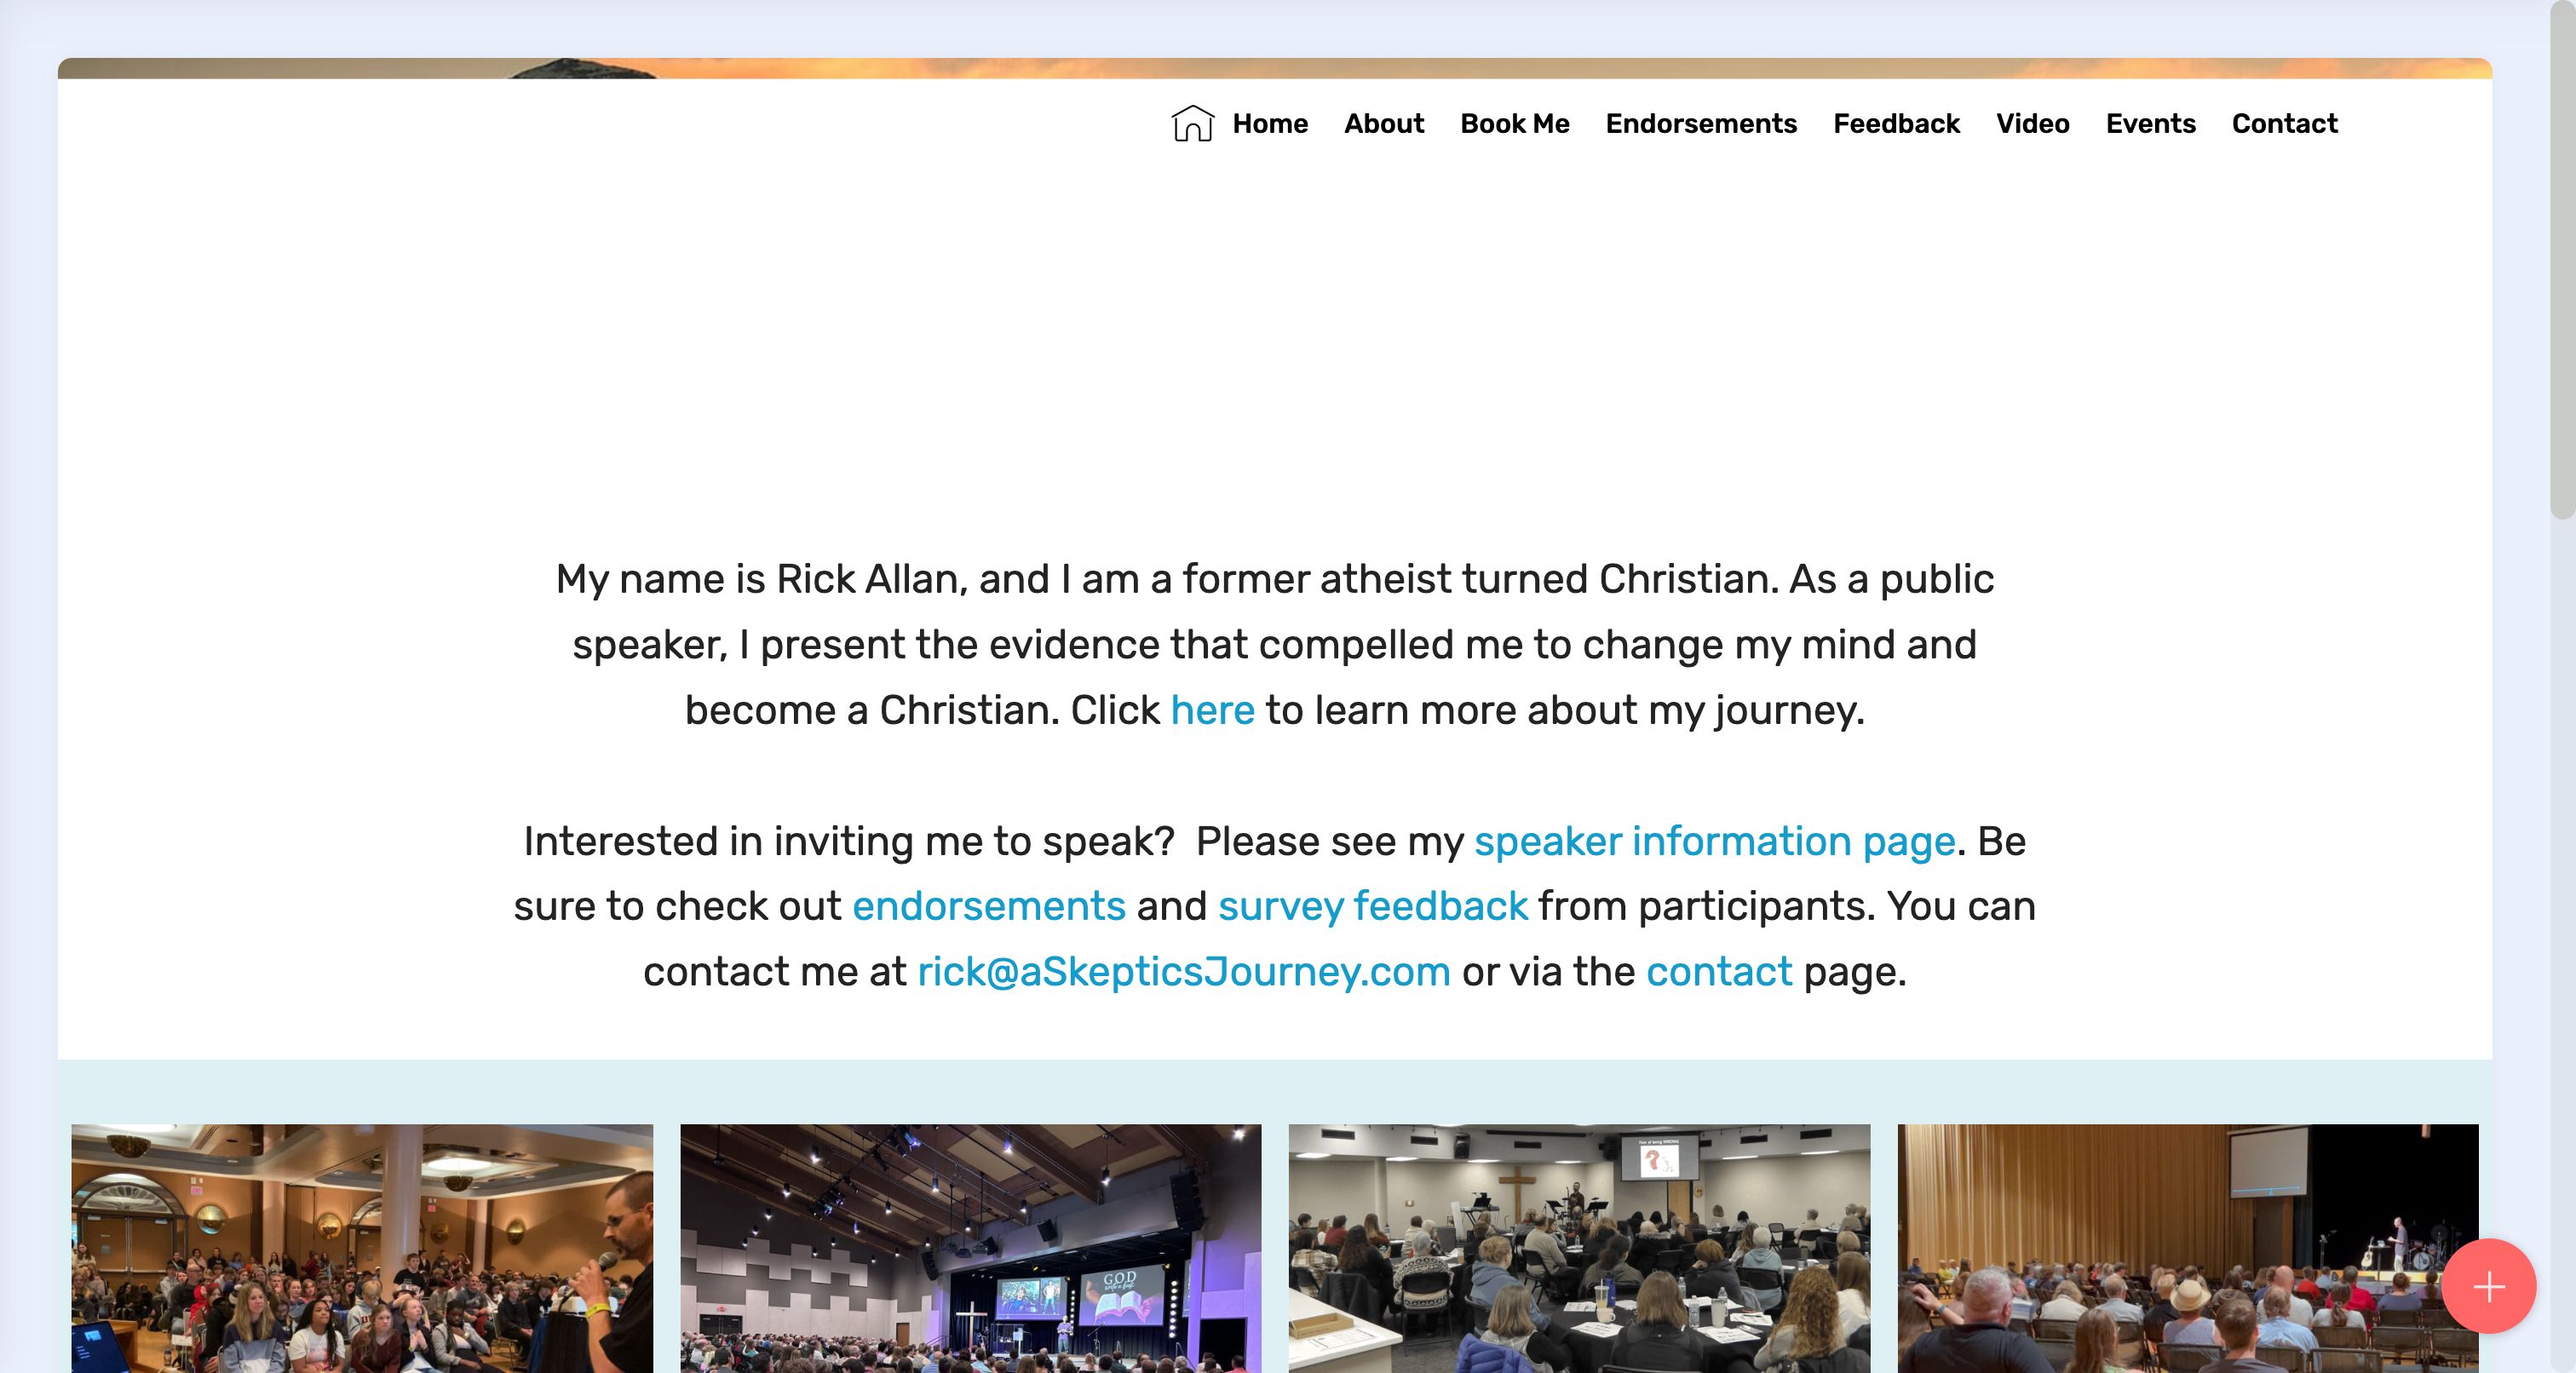 Home About Book Me Endorsements Feedback Video Events Contact
My name is Rick Allan, and I am a former atheist turned Christian. As a public
speaker, I present the evidence that compelled me to change my mind and
become a Christian. Click here to learn more about my journey.
Interested in inviting me to speak?  Please see my speaker information page. Be
sure to check out endorsements and survey feedback from participants. You can
contact me at rick@aSkepticsJourney.com or via the contact page.
GOD